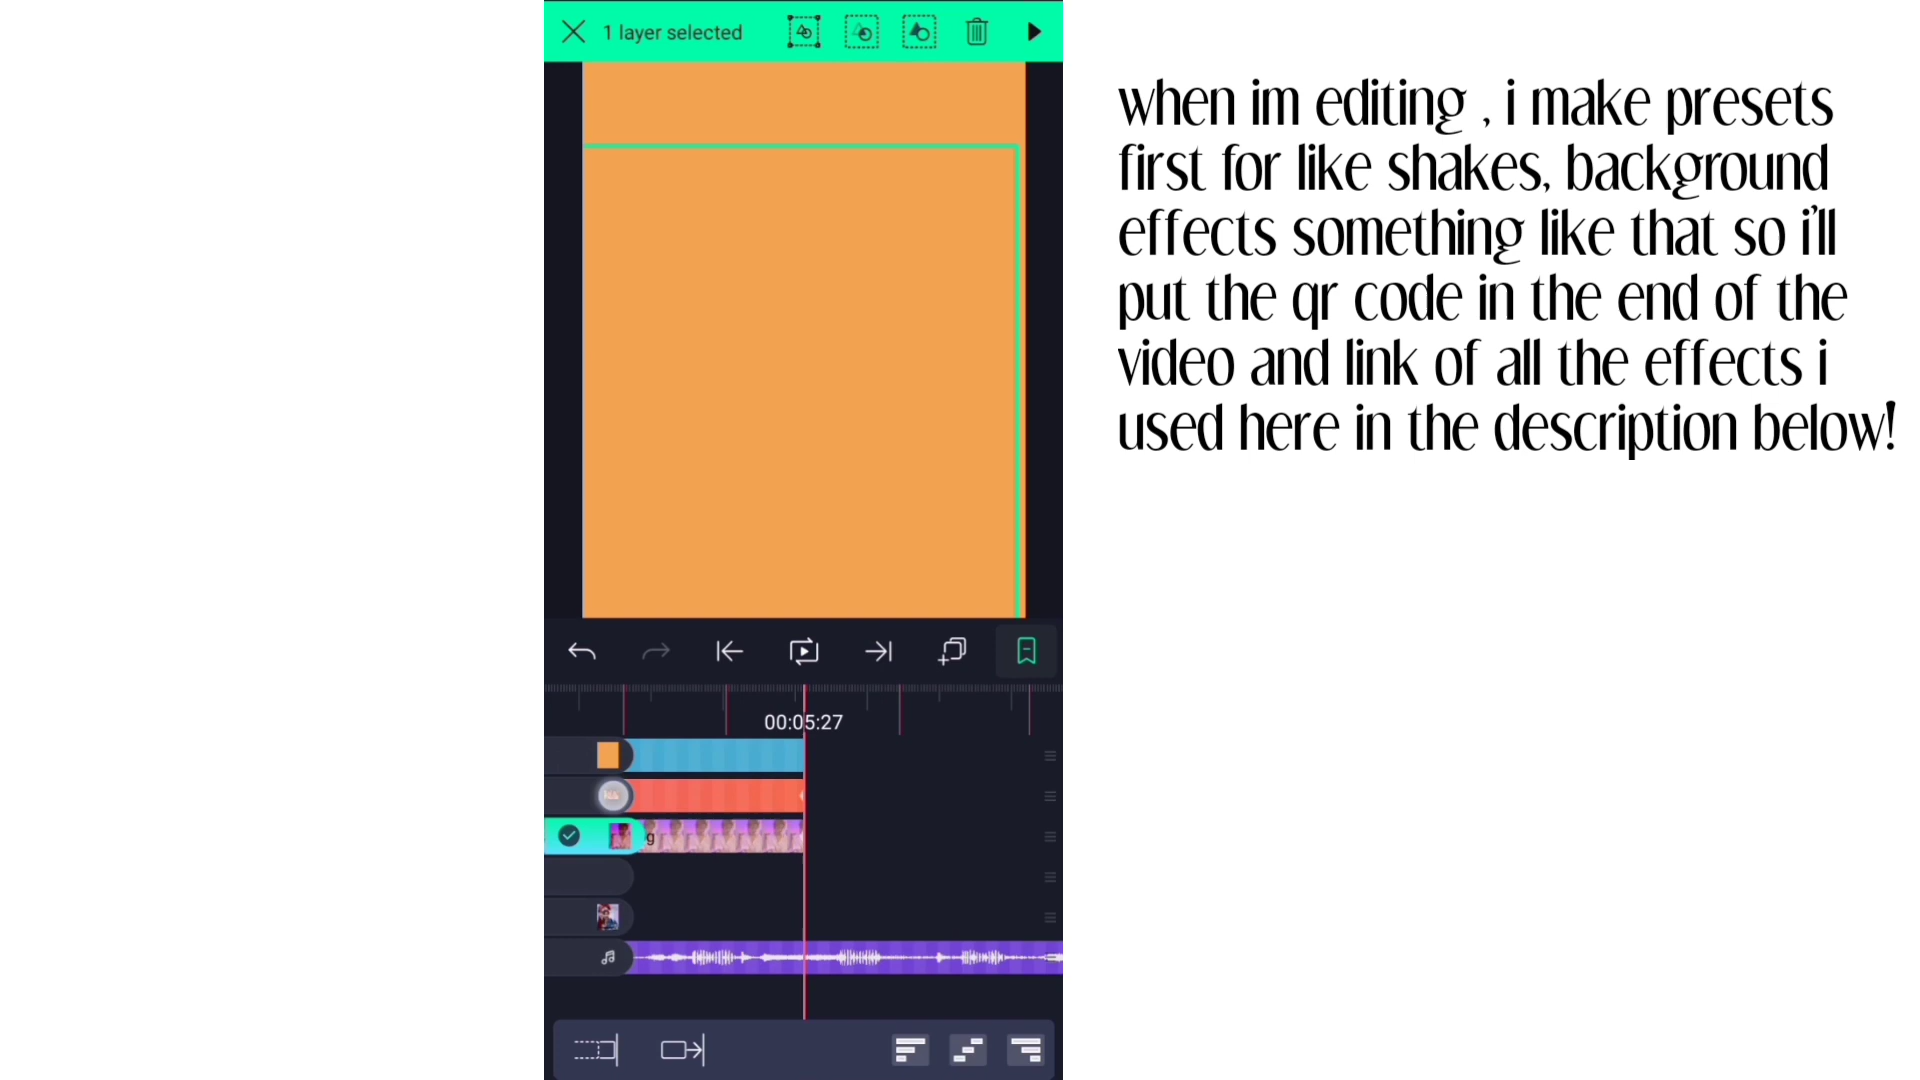 1 layer selected
when im editing , i make presets
first for like shakes, background
effects something like that so i'll
put the qr code in the end of the
video and link of all the effects i
used here in the description below!
00:05:27
g